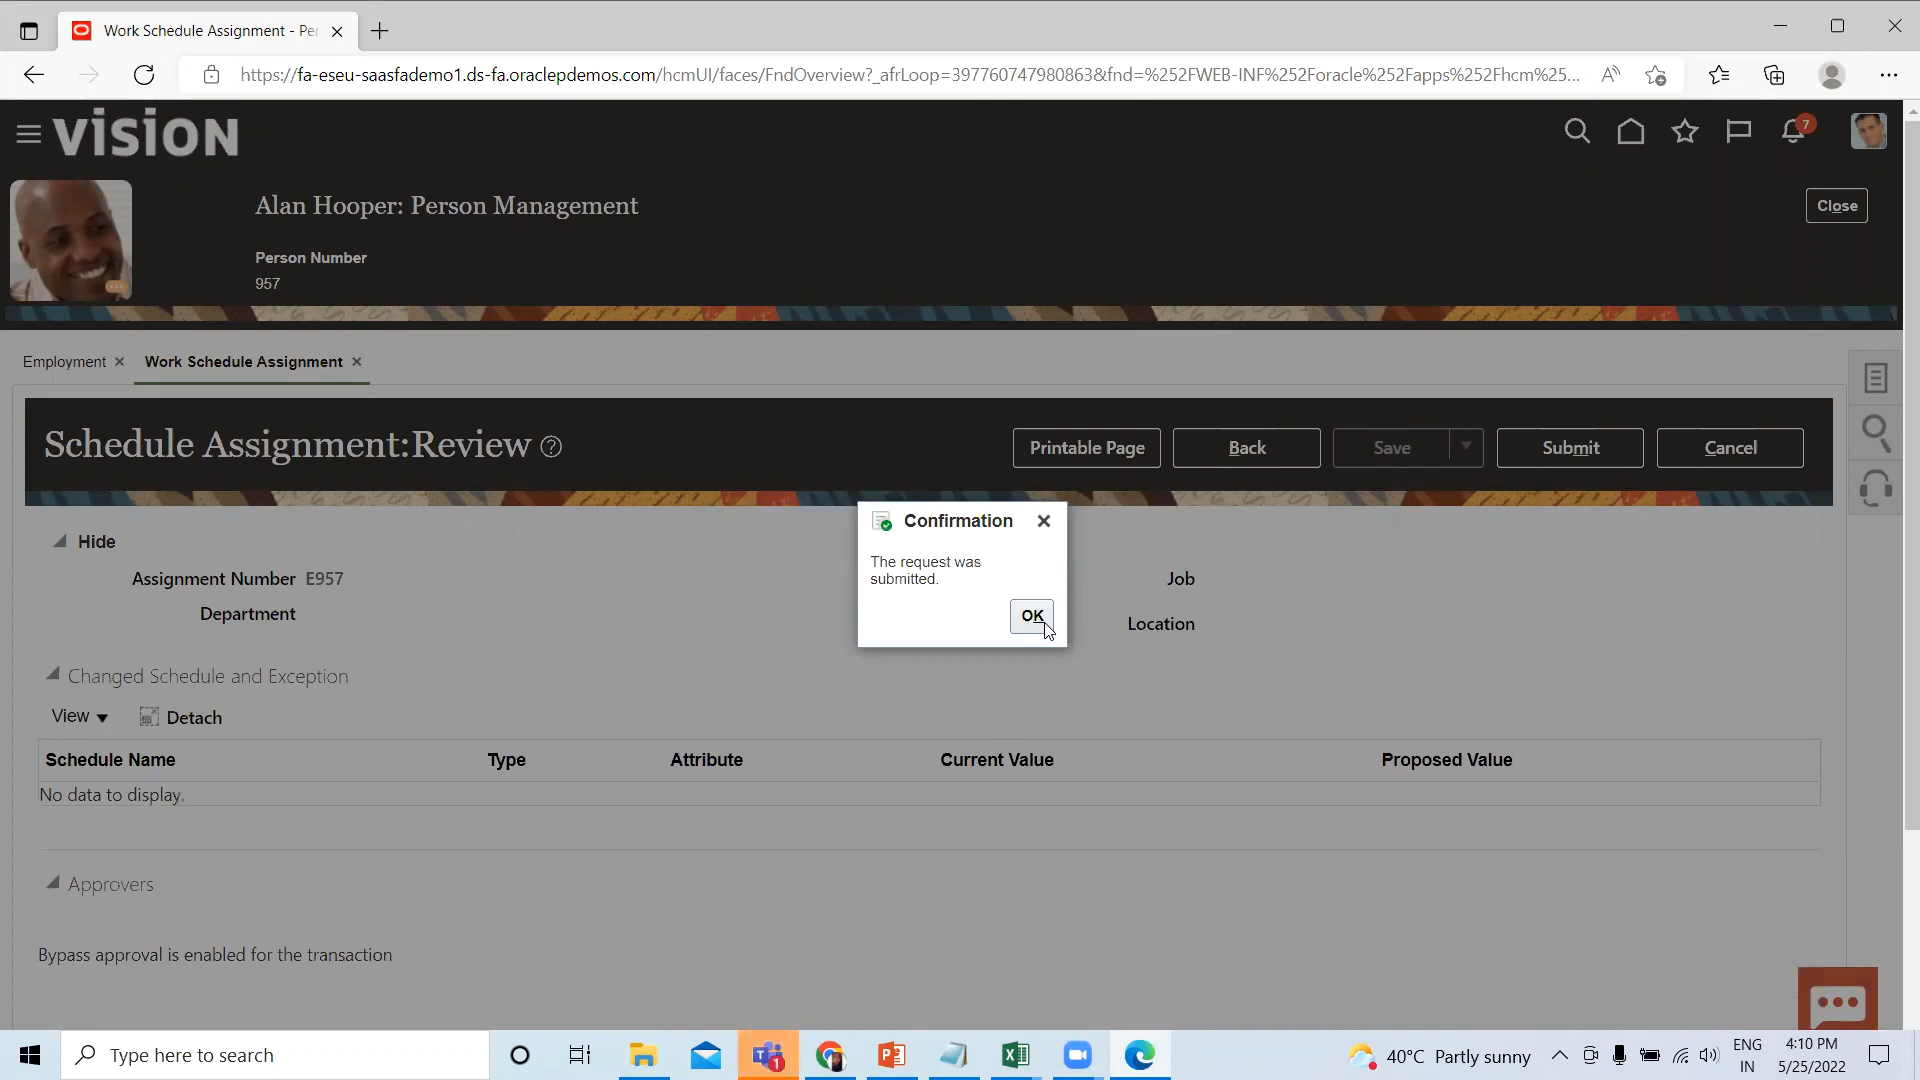 Work Schedule Assignment - Per
https://fa-eseu-saasfademo1.ds-fa.oraclepdemos.com/hcmUI/faces/FndOverview?_afrLoop=397760747980863&fnd=%252FWEB-INF%252Foracle%252Fapps%252Fhcm%25...
VISION
7
Alan Hooper: Person Management
Close
Person Number
957
Employment
Work Schedule Assignment
Schedule Assignment:Review
Printable Page
Back
Save
Submit
Cancel
Confirmation
The request was
submitted.
OK
Hide
Assignment Number E957
Job
Department
Location
Changed Schedule and Exception
View
Detach
Schedule Name
Type
Attribute
Current Value
Proposed Value
No data to display.
Approvers
Bypass approval is enabled for the transaction
Type here to search
1
40°C Partly sunny
ENG
IN
4:10 PM
5/25/2022